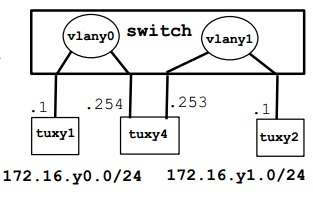 vlany0 switch vlany1
.1 .254 .253 .1
tuxy1 tuxy4 tuxy2
172.16.y0.0/24 172.16.y1.0/24